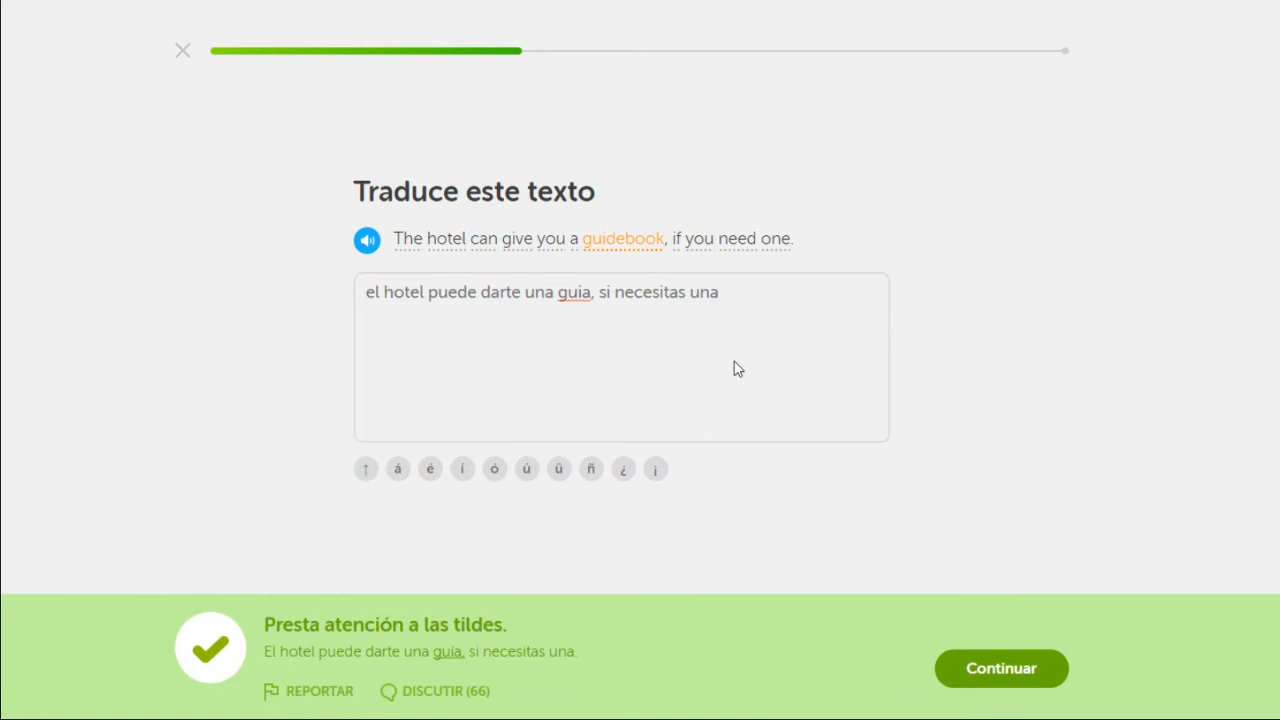 Traduce este texto
The hotel can give you a guidebook, if you need one.
el hotel puede darte una guia, si necesitas una
↑ á é í ó ú ü ñ ¿ ¡
Presta atención a las tildes.
El hotel puede darte una guía, si necesitas una.
Continuar
REPORTAR DISCUTIR (66)